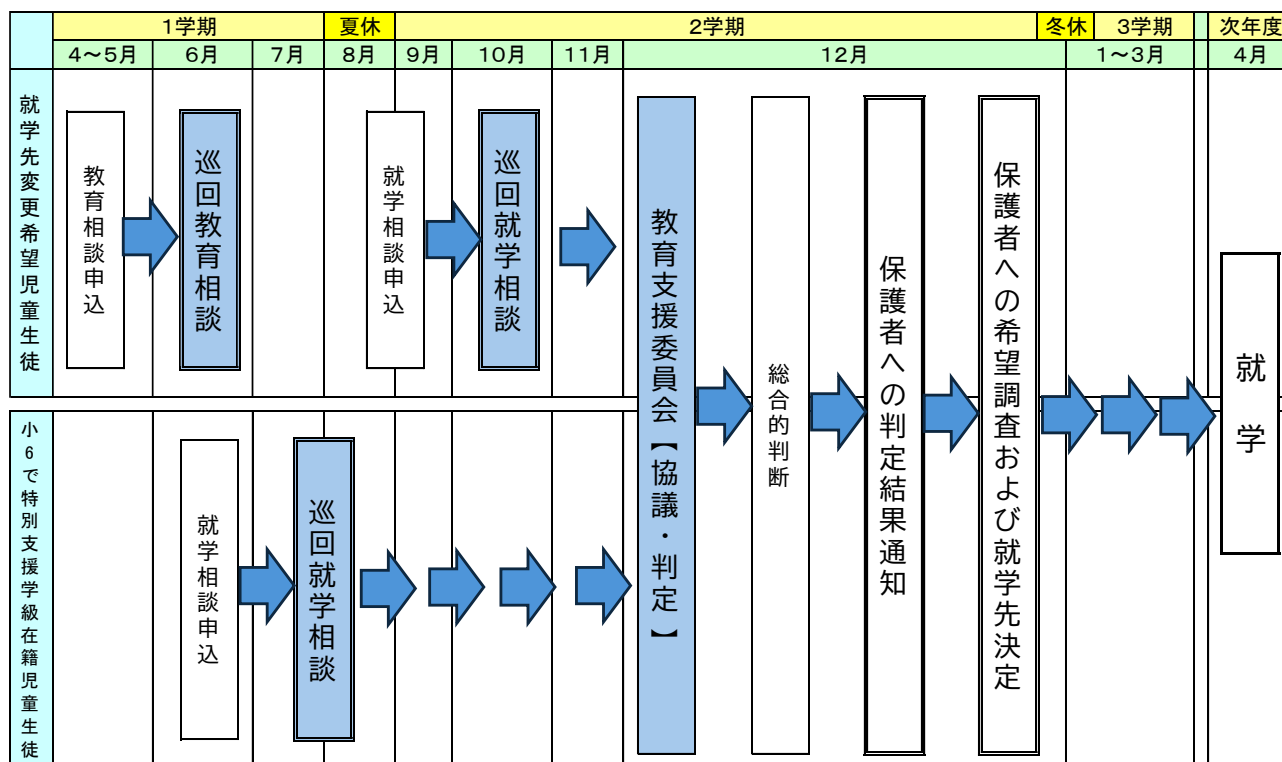 1学期
夏休
2学期
冬休
3学期
次年度
4～5月
6月
7月
8月
9月
10月
11月
12月
1～3月
4月
就学先変更希望児童生徒
教育相談申込
巡回教育相談
就学相談申込
巡回就学相談
教育支援委員会【協議・判定】
総合的判断
保護者への判定結果通知
保護者への希望調査および就学先決定
就学
小6で特別支援学級在籍児童生徒
就学相談申込
巡回就学相談